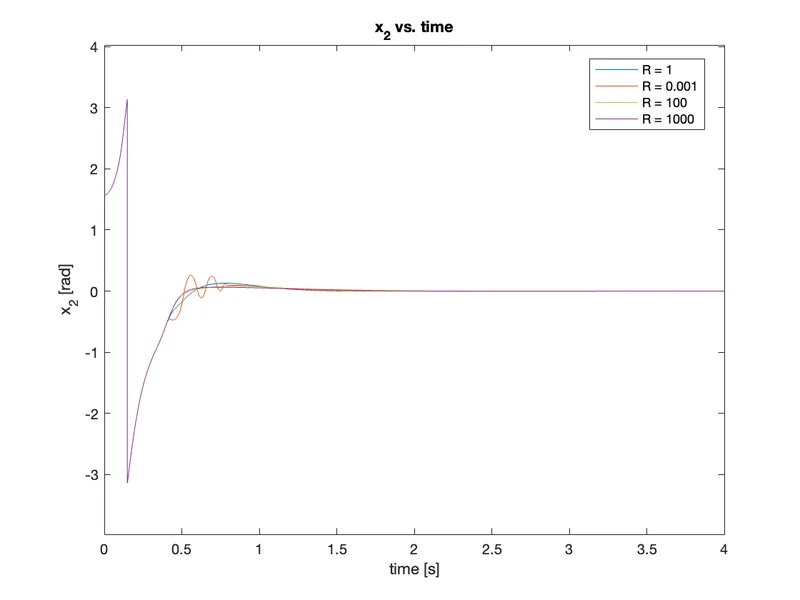 x₂ vs. time
R = 1
R = 0.001
R = 100
R = 1000
4
3
2
1
0
-1
-2
-3
x₂ [rad]
0 0.5 1 1.5 2 2.5 3 3.5 4
time [s]